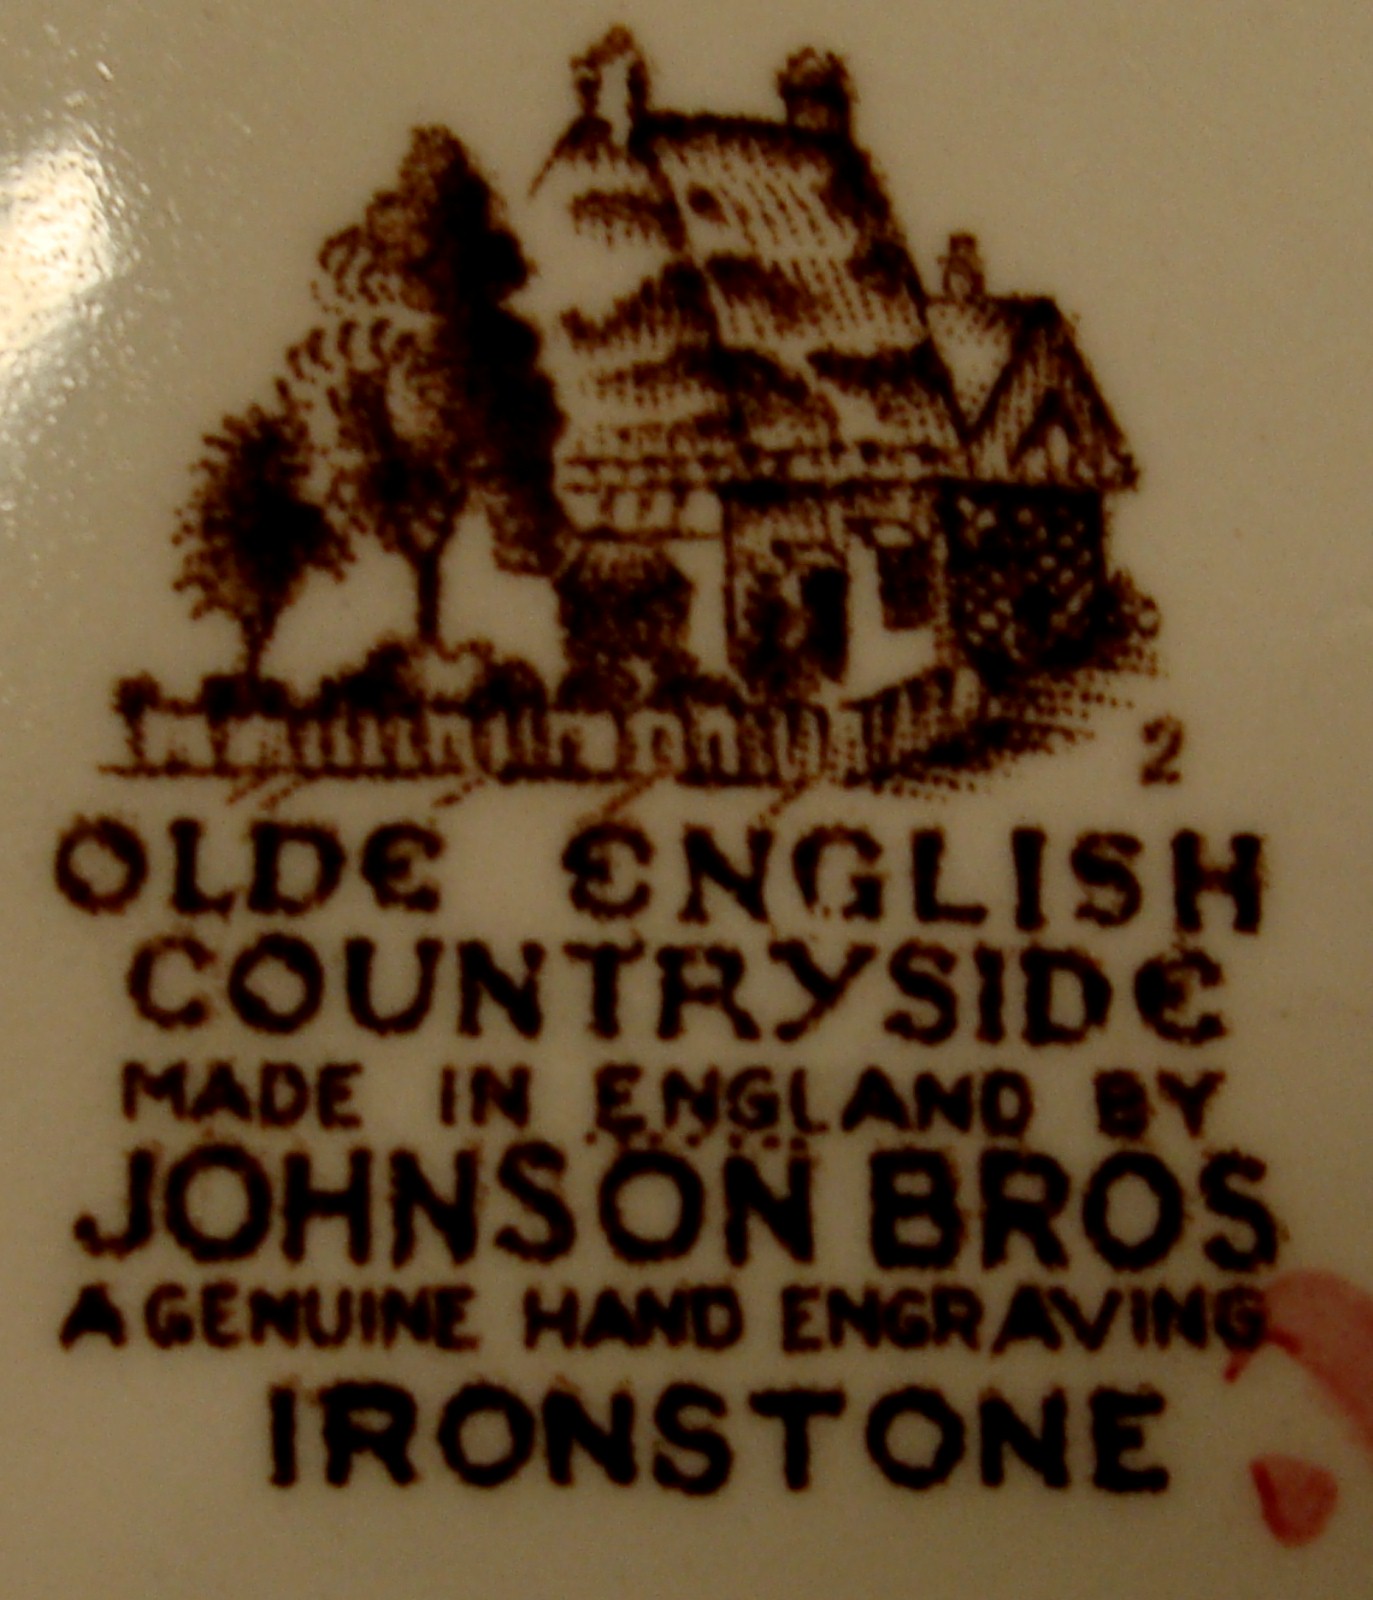 2
OLDE ENGLISH
COUNTRYSIDE
MADE IN ENGLAND BY
JOHNSON BROS
A GENUINE HAND ENGRAVING
IRONSTONE